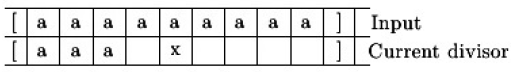 [ a a a a a a a a ] Input
[ a a a x ] Current divisor